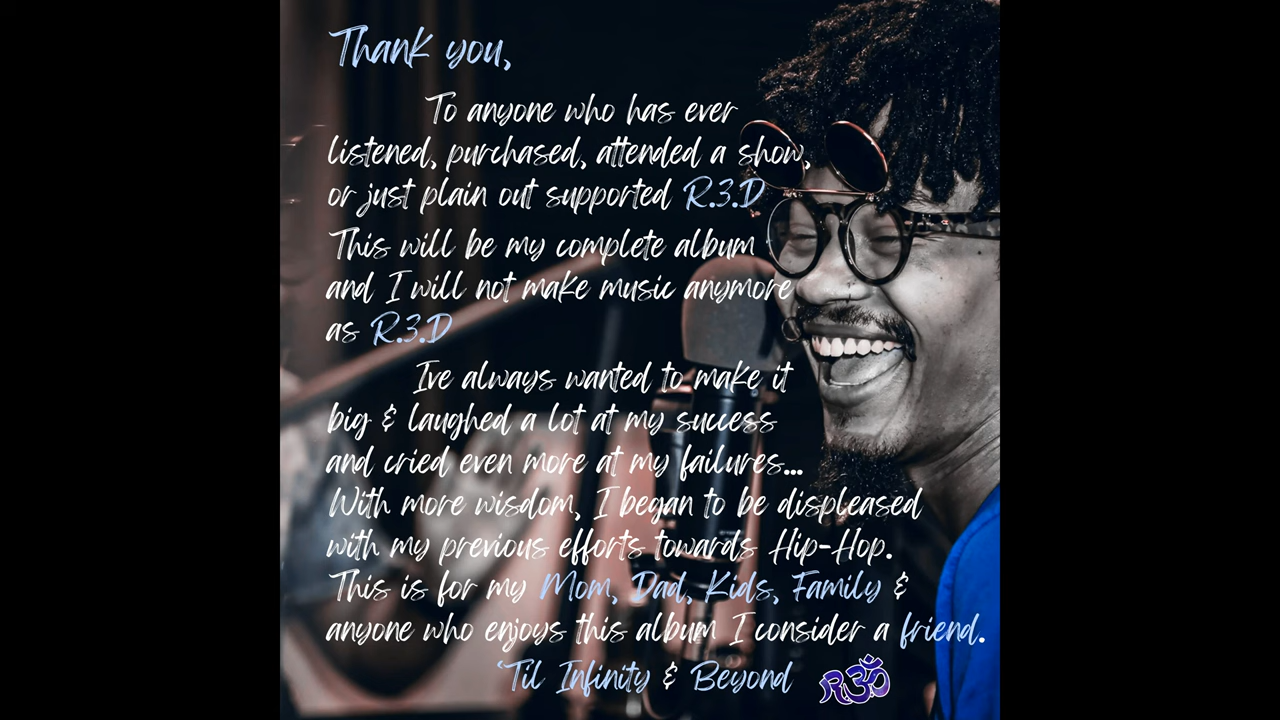 Thank you,
To anyone who has ever
listened, purchased, attended a show,
or just plain out supported R.3.D
This will be my complete album
and I will not make music anymore
as R.3.D
Ive always wanted to make it
big & laughed a lot at my success
and cried even more at my failures...
With more wisdom, I began to be displeased
with my previous efforts towards Hip-Hop.
This is for my Mom, Dad, Kids, Family &
anyone who enjoys this album I consider a friend.
'Til Infinity & Beyond